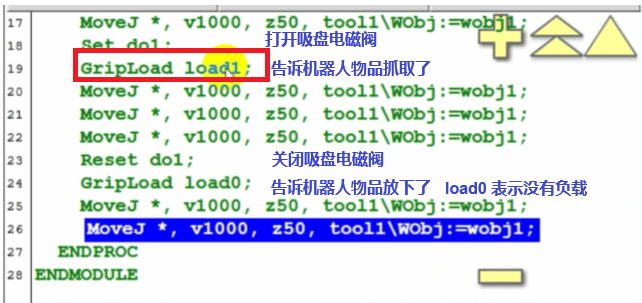 17 MoveJ *, v1000, z50, tool1\WObj:=wobj1;
18 Set do1; 打开吸盘电磁阀
19 GripLoad load1; 告诉机器人物品抓取了
20 MoveJ *, v1000, z50, tool1\WObj:=wobj1;
21 MoveJ *, v1000, z50, tool1\WObj:=wobj1;
22 MoveJ *, v1000, z50, tool1\WObj:=wobj1;
23 Reset do1; 关闭吸盘电磁阀
24 GripLoad load0; 告诉机器人物品放下了 load0 表示没有负载
25 MoveJ *, v1000, z50, tool1\WObj:=wobj1;
26 MoveJ *, v1000, z50, tool1\WObj:=wobj1;
27 ENDPROC
28 ENDMODULE